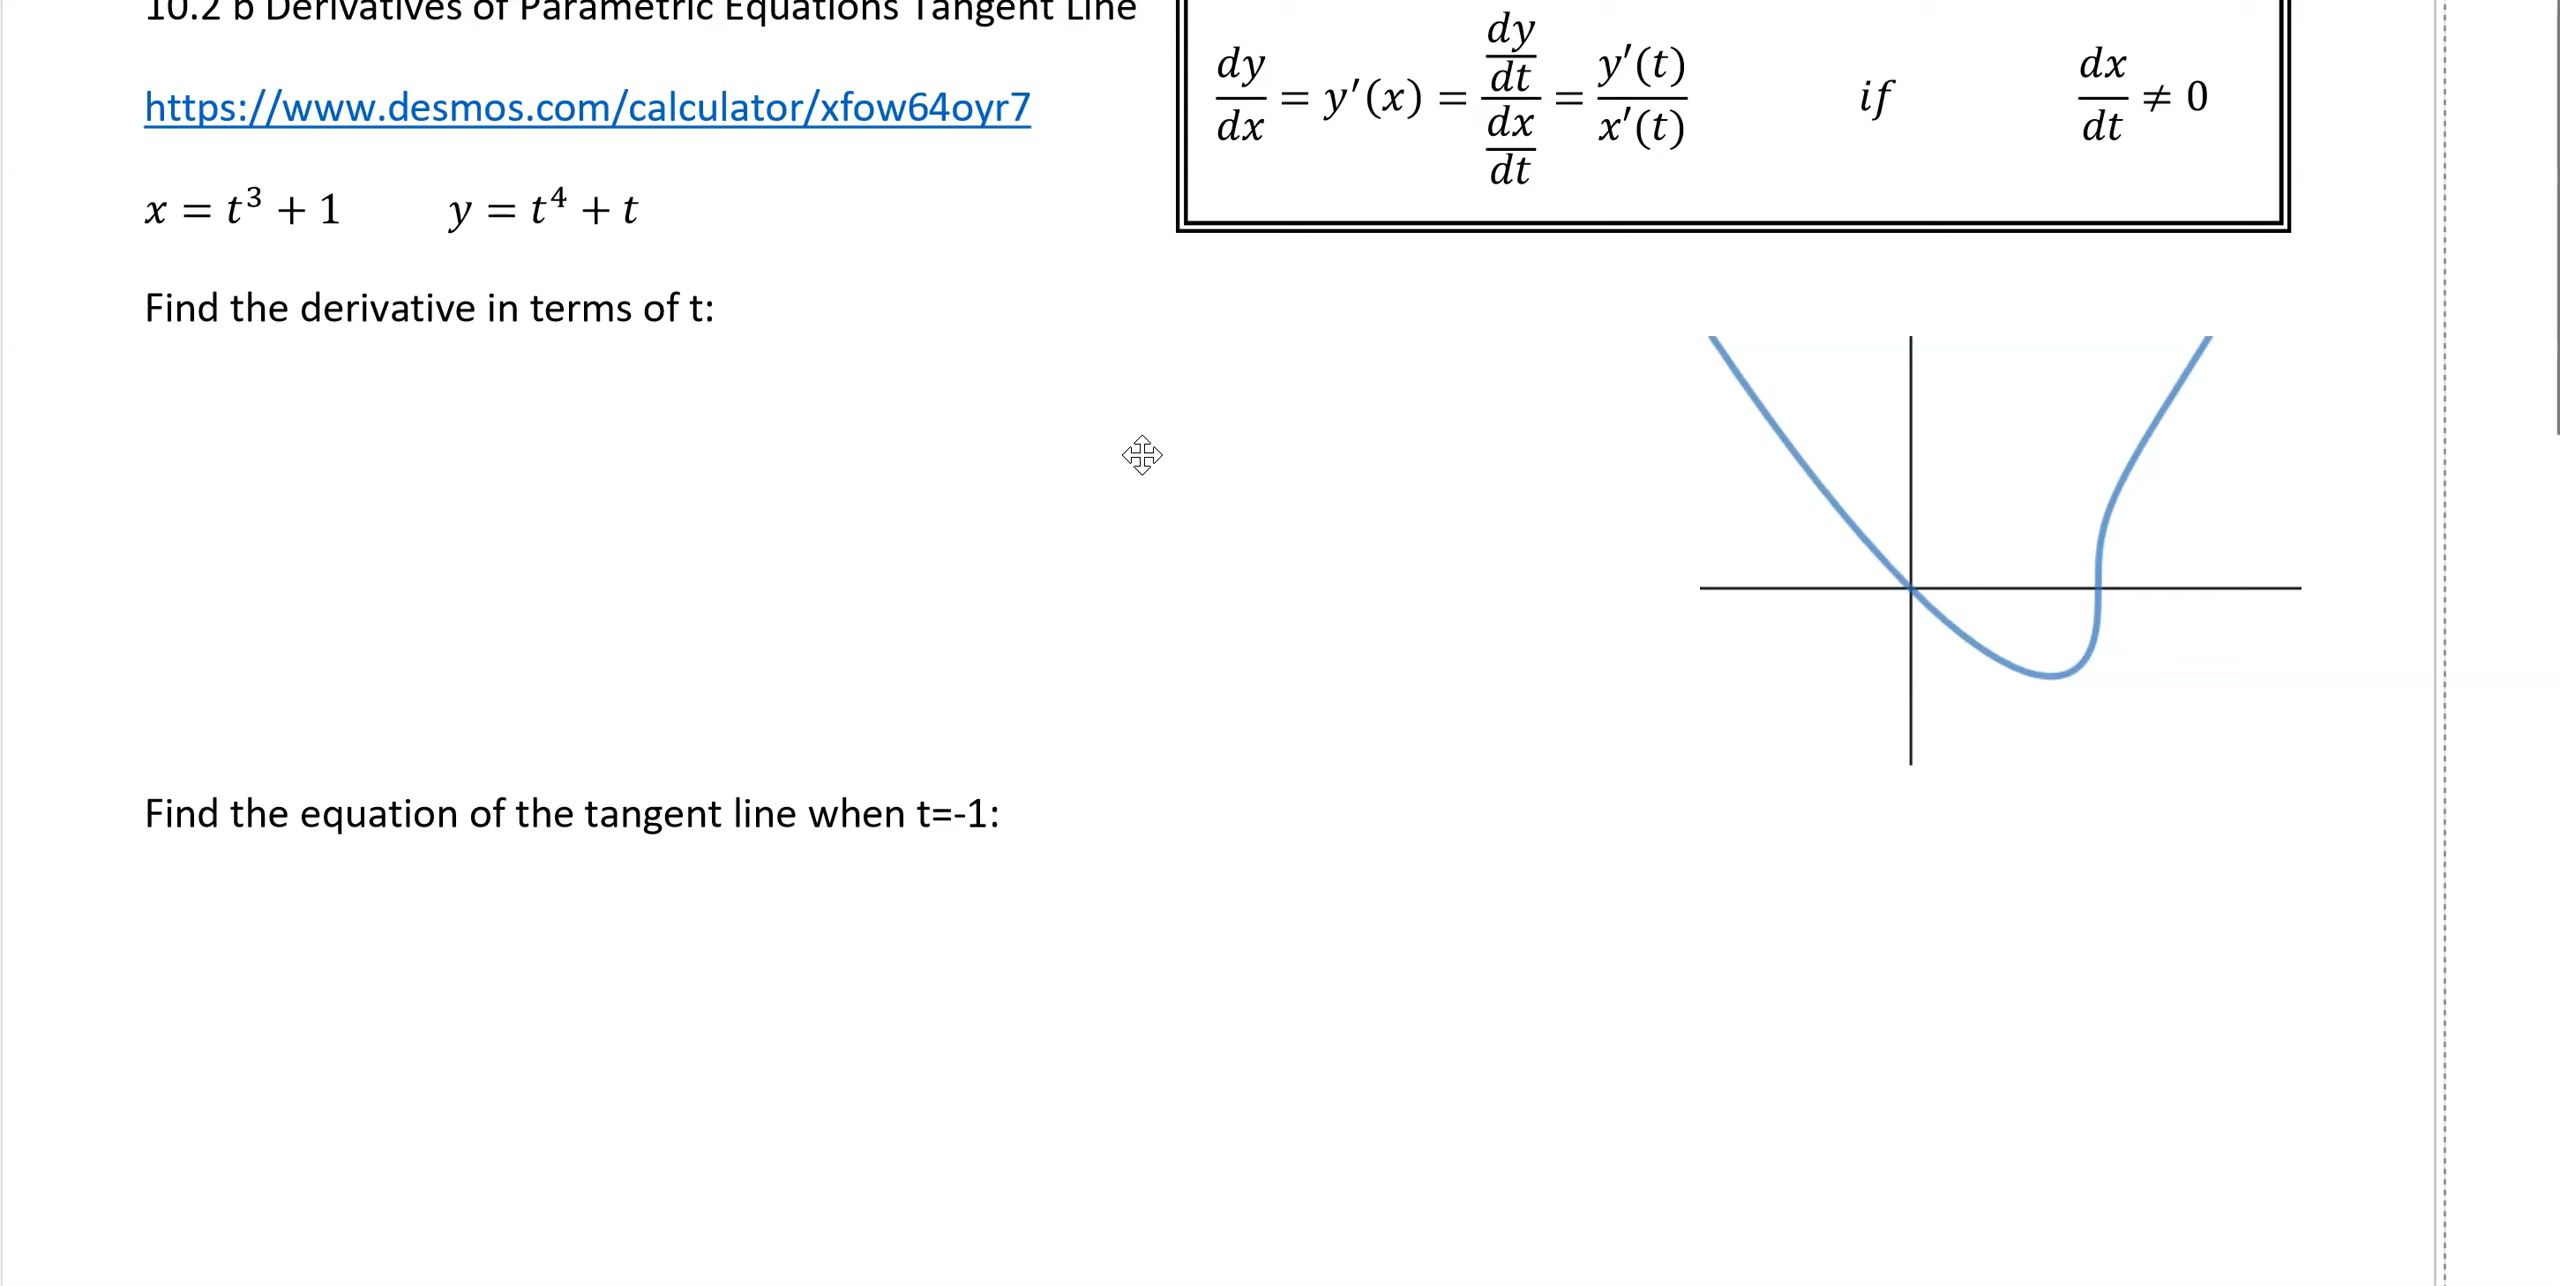 10.2 b Derivatives of Parametric Equations Tangent Line
https://www.desmos.com/calculator/xfow64oyr7
dy/dx = y′(x) = (dy/dt)/(dx/dt) = y′(t)/x′(t) if dx/dt ≠ 0
x = t³ + 1 y = t⁴ + t
Find the derivative in terms of t:
Find the equation of the tangent line when t=-1: